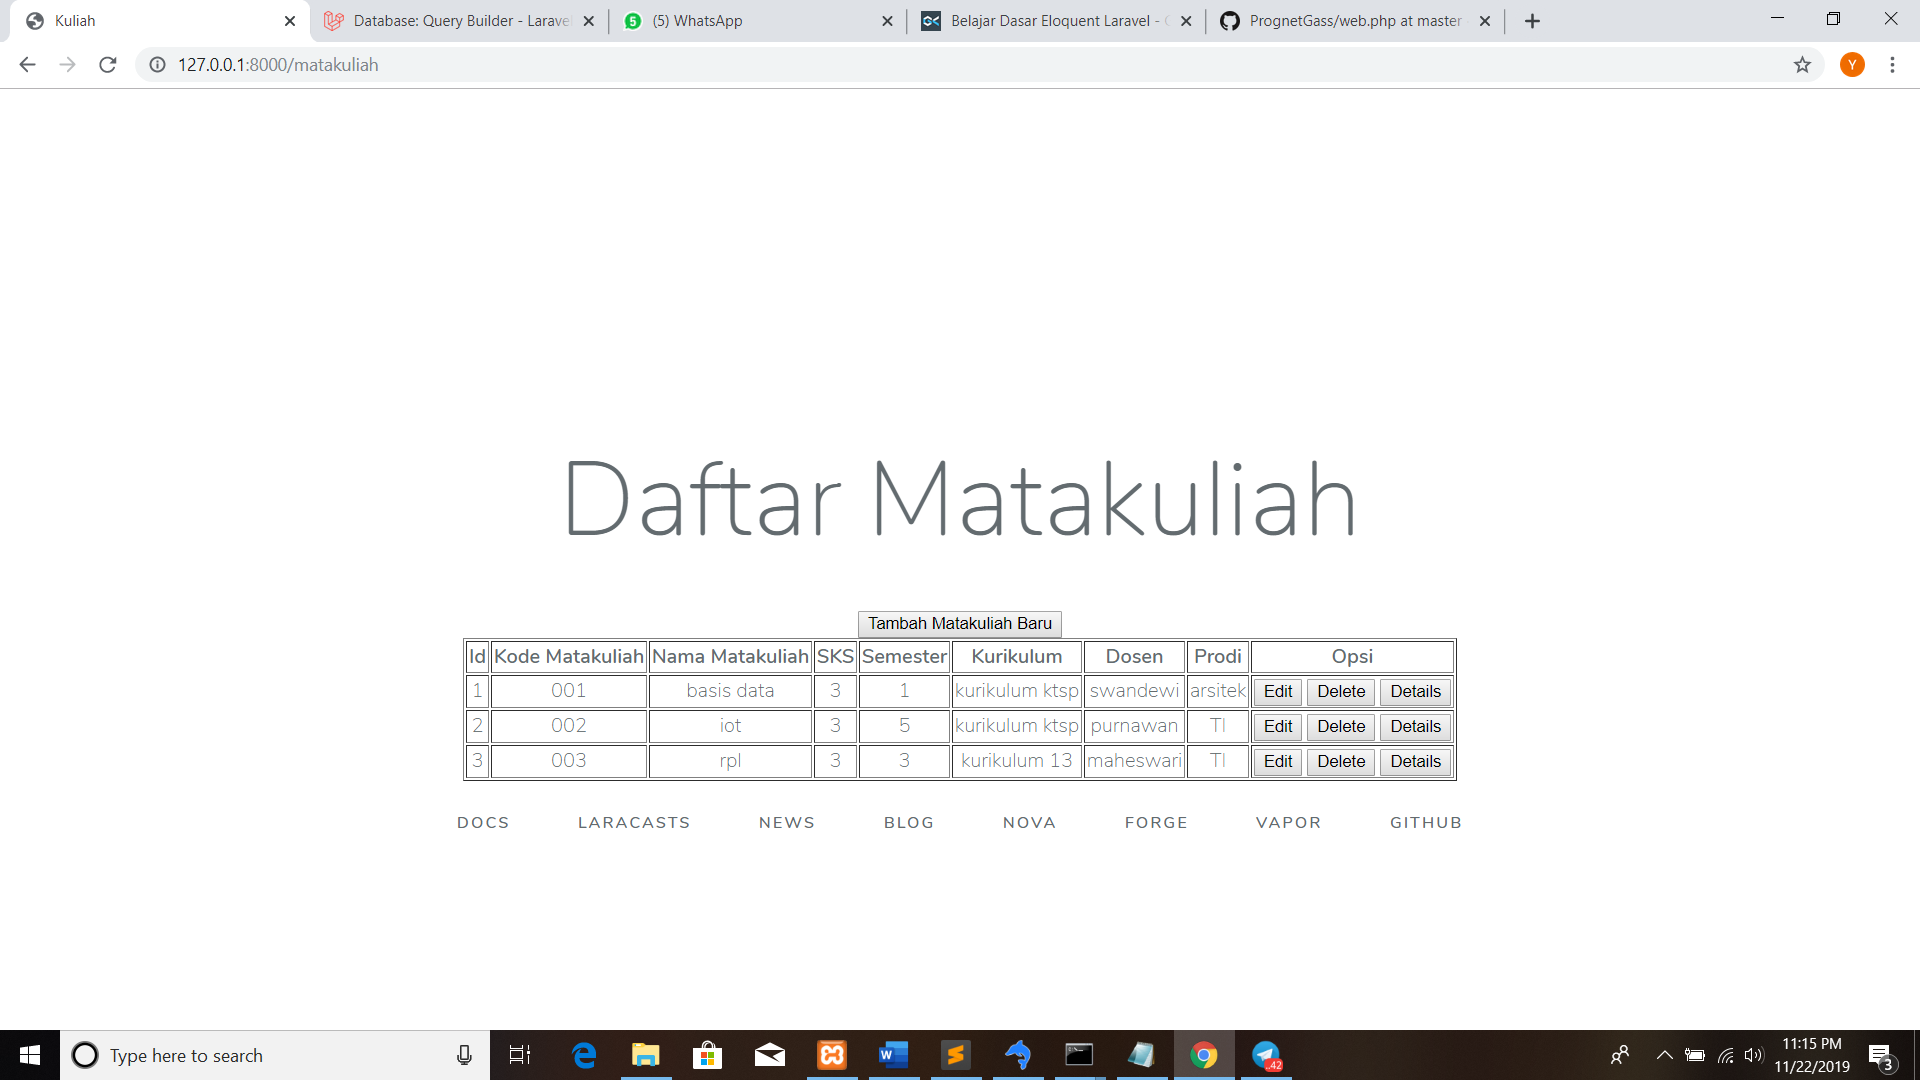 Kuliah
Database: Query Builder - Laravel
(5) WhatsApp
Belajar Dasar Eloquent Laravel -
PrognetGass/web.php at master
127.0.0.1:8000/matakuliah
Y
Daftar Matakuliah
Tambah Matakuliah Baru
Id Kode Matakuliah Nama Matakuliah SKS Semester Kurikulum Dosen Prodi Opsi
1 001 basis data 3 1 kurikulum ktsp swandewi arsitek Edit Delete Details
2 002 iot 3 5 kurikulum ktsp purnawan TI Edit Delete Details
3 003 rpl 3 3 kurikulum 13 maheswari TI Edit Delete Details
DOCS LARACASTS NEWS BLOG NOVA FORGE VAPOR GITHUB
Type here to search
11:15 PM
11/22/2019
3
42